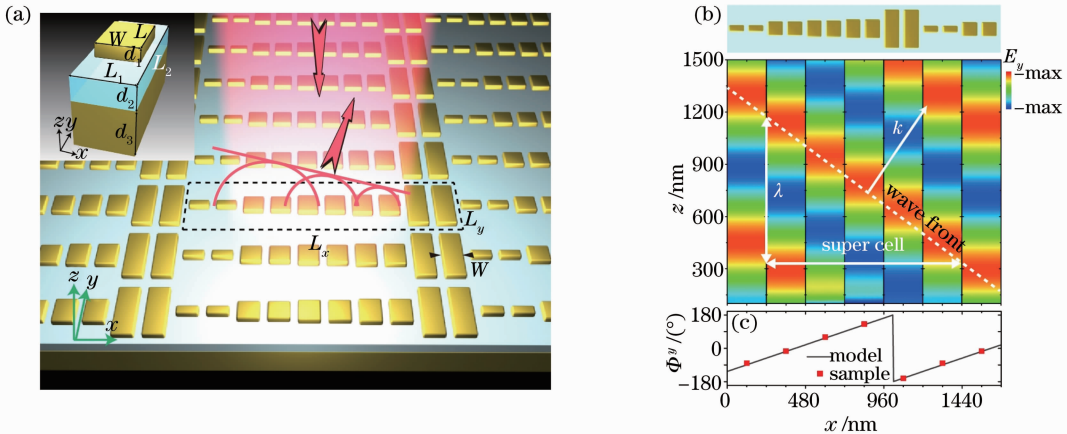 (a)
W
L
d1
L1
L2
d2
d3
z
y
x
Lx
Ly
W
z
y
x
(b)
Ey
−max
−max
1500
1200
900
600
300
z /nm
λ
k
wave front
super cell
(c)
180
0
−180
Φy /(°)
model
sample
0
480
960
1440
x /nm